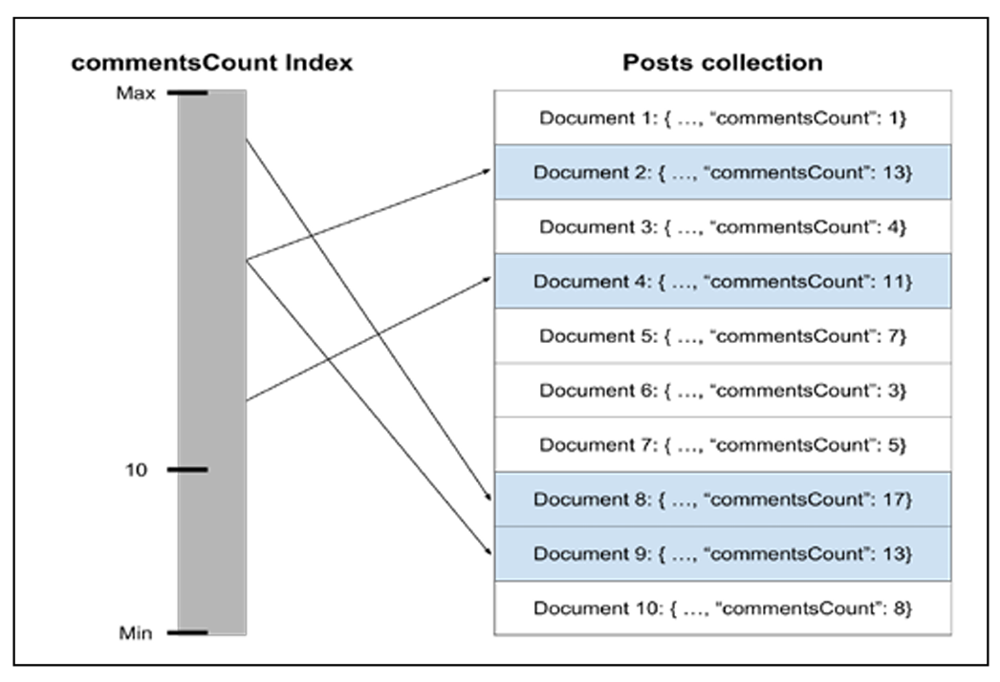 commentsCount Index
Posts collection
Max
Document 1: { …, “commentsCount”: 1}
Document 2: { …, “commentsCount”: 13}
Document 3: { …, “commentsCount”: 4}
Document 4: { …, “commentsCount”: 11}
Document 5: { …, “commentsCount”: 7}
Document 6: { …, “commentsCount”: 3}
Document 7: { …, “commentsCount”: 5}
10
Document 8: { …, “commentsCount”: 17}
Document 9: { …, “commentsCount”: 13}
Document 10: { …, “commentsCount”: 8}
Min